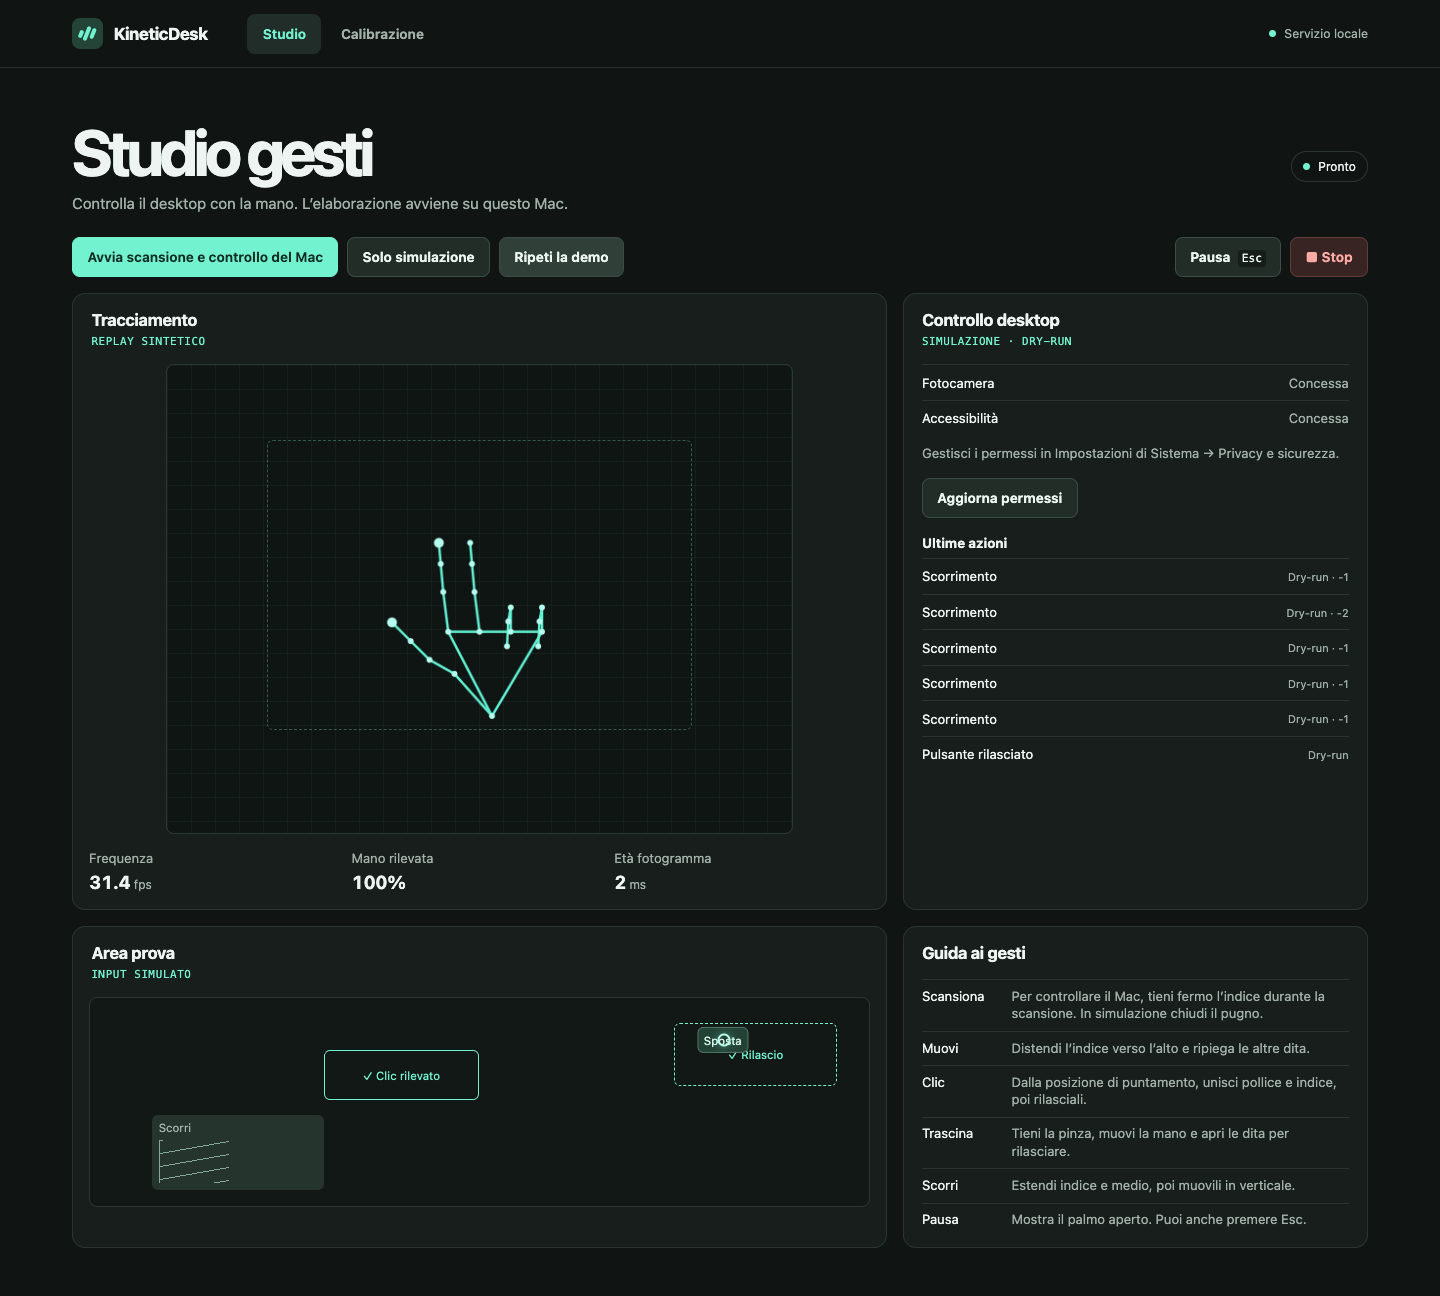 KineticDesk
Studio
Calibrazione
Servizio locale
Studio gesti
Pronto
Controlla il desktop con la mano. L’elaborazione avviene su questo Mac.
Avvia scansione e controllo del Mac
Solo simulazione
Ripeti la demo
Pausa Esc
Stop
Tracciamento
REPLAY SINTETICO
Frequenza
31.4 fps
Mano rilevata
100%
Età fotogramma
2 ms
Controllo desktop
SIMULAZIONE · DRY-RUN
Fotocamera Concessa
Accessibilità Concessa
Gestisci i permessi in Impostazioni di Sistema → Privacy e sicurezza.
Aggiorna permessi
Ultime azioni
Scorrimento Dry-run · -1
Scorrimento Dry-run · -2
Scorrimento Dry-run · -1
Scorrimento Dry-run · -1
Scorrimento Dry-run · -1
Pulsante rilasciato Dry-run
Area prova
INPUT SIMULATO
Sposta
✓ Rilascio
✓ Clic rilevato
Scorri
Guida ai gesti
Scansiona Per controllare il Mac, tieni fermo l’indice durante la
scansione. In simulazione chiudi il pugno.
Muovi Distendi l’indice verso l’alto e ripiega le altre dita.
Clic Dalla posizione di puntamento, unisci pollice e indice,
poi rilasciali.
Trascina Tieni la pinza, muovi la mano e apri le dita per
rilasciare.
Scorri Estendi indice e medio, poi muovili in verticale.
Pausa Mostra il palmo aperto. Puoi anche premere Esc.